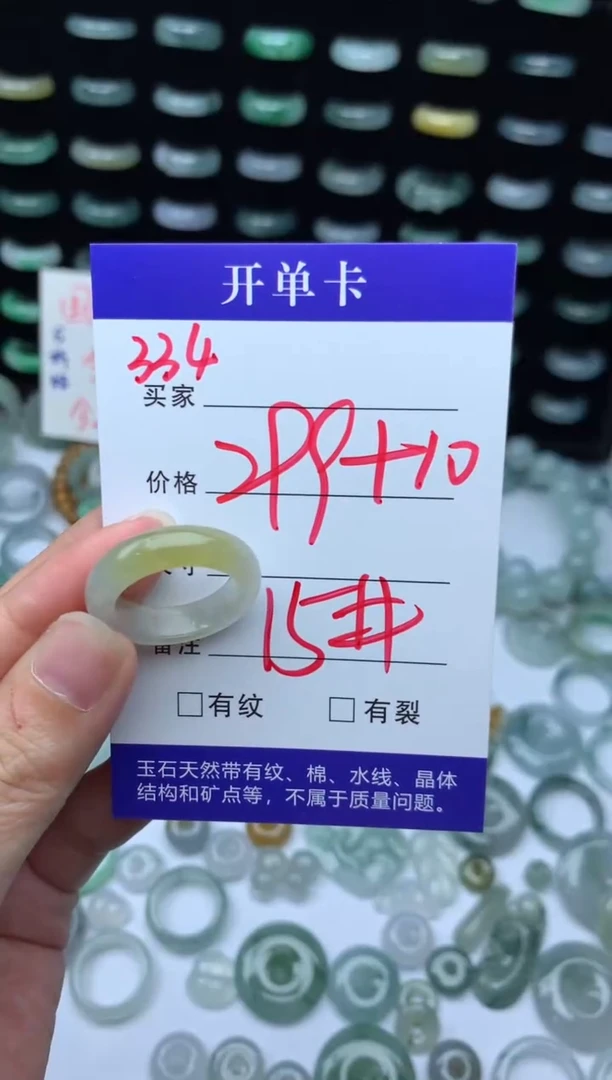 开单卡
334
买家
价格 299+10
寸
15#
备注
□有纹 □有裂
玉石天然带有纹、棉、水线、晶体
结构和矿点等，不属于质量问题。